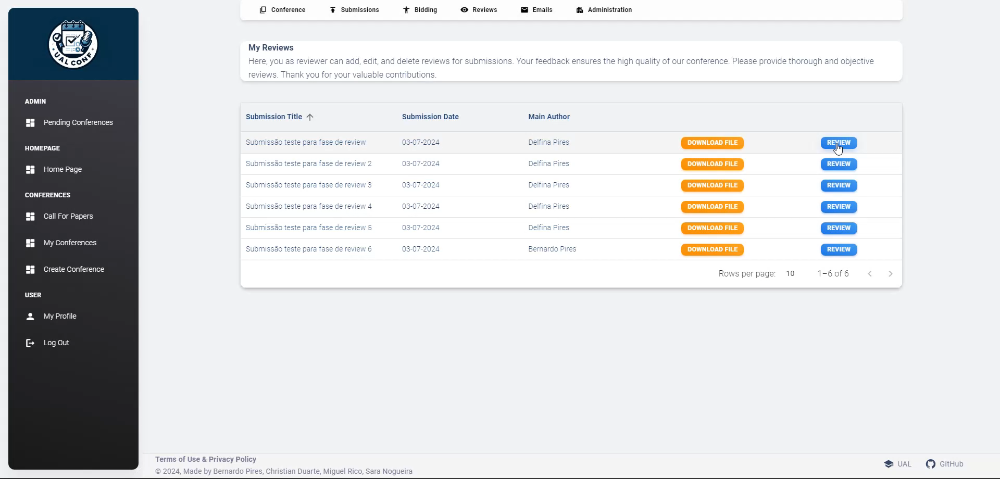 Conference Submissions Bidding Reviews Emails Administration
UAL CONF
ADMIN
Pending Conferences
HOMEPAGE
Home Page
CONFERENCES
Call For Papers
My Conferences
Create Conference
USER
My Profile
Log Out
My Reviews
Here, you as reviewer can add, edit, and delete reviews for submissions. Your feedback ensures the high quality of our conference. Please provide thorough and objective
reviews. Thank you for your valuable contributions.
Submission Title Submission Date Main Author
Submissão teste para fase de review 03-07-2024 Delfina Pires DOWNLOAD FILE REVIEW
Submissão teste para fase de review 2 03-07-2024 Delfina Pires DOWNLOAD FILE REVIEW
Submissão teste para fase de review 3 03-07-2024 Delfina Pires DOWNLOAD FILE REVIEW
Submissão teste para fase de review 4 03-07-2024 Delfina Pires DOWNLOAD FILE REVIEW
Submissão teste para fase de review 5 03-07-2024 Delfina Pires DOWNLOAD FILE REVIEW
Submissão teste para fase de review 6 03-07-2024 Bernardo Pires DOWNLOAD FILE REVIEW
Rows per page: 10 1–6 of 6
Terms of Use & Privacy Policy
© 2024, Made by Bernardo Pires, Christian Duarte, Miguel Rico, Sara Nogueira
UAL GitHub